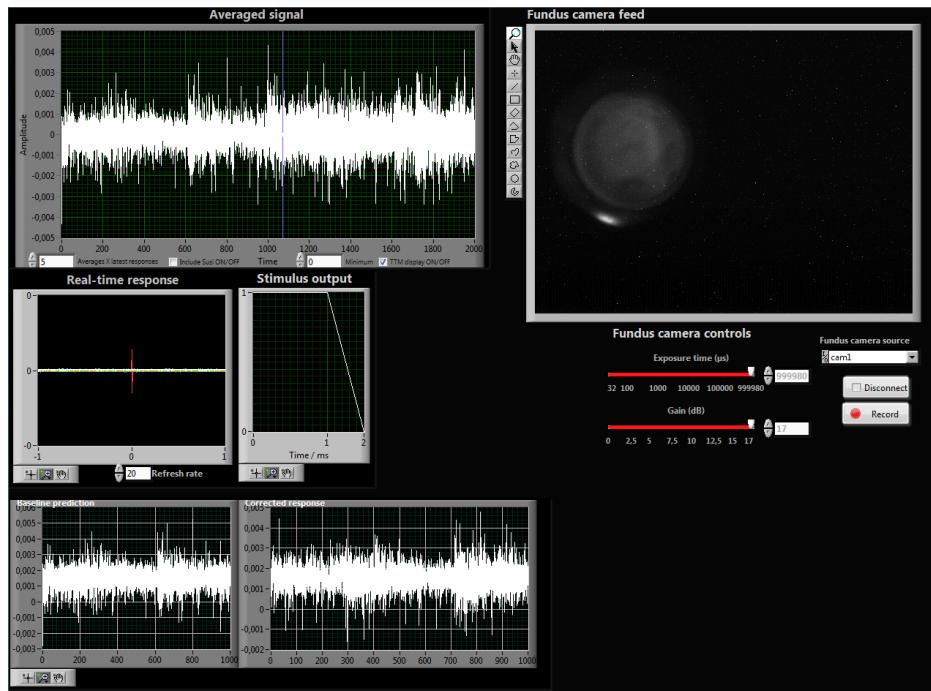 Averaged signal
Fundus camera feed
0,005
0,004
0,003
0,002
0,001
0
-0,001
-0,002
-0,003
-0,004
-0,005
Amplitude
0 200 400 600 800 1000 1200 1400 1600 1800 2000
5 Averages X latest responses Include Susi ON/OFF Time 0 Minimum TTM display ON/OFF
Real-time response
0
0
-0
-1 0 1
20 Refresh rate
Stimulus output
1
0
0 1 2
Time / ms
Fundus camera controls
Exposure time (µs)
32 100 1000 10000 100000 999980
999980
Gain (dB)
0 2,5 5 7,5 10 12,5 15 17
17
Fundus camera source
cam1
Disconnect
Record
Baseline prediction
0,006
0,005
0,004
0,003
0,002
0,001
0
-0,001
-0,002
-0,003
0 200 400 600 800 1000
Corrected response
0,005
0,004
0,003
0,002
0,001
0
-0,001
-0,002
0 100 200 300 400 500 600 700 800 900 1000